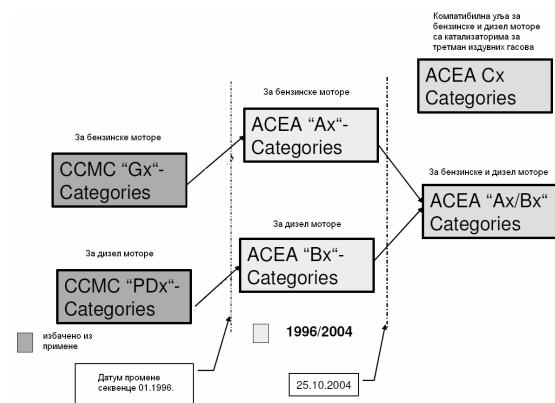 Компатибилна уља за
бензинске и дизел моторе
са катализаторима за
третман издувних гасова
ACEA Cx
Categories
За бензинске моторе
ACEA “Ax“-
Categories
За бензинске моторе
CCMC “Gx“-
Categories
За бензинске и дизел моторе
ACEA “Ax/Bx“
Categories
За дизел моторе
ACEA “Bx“-
Categories
За дизел моторе
CCMC “PDx“-
Categories
избачено из
примене
1996/2004
Датум промене
секвенце 01.1996.
25.10.2004